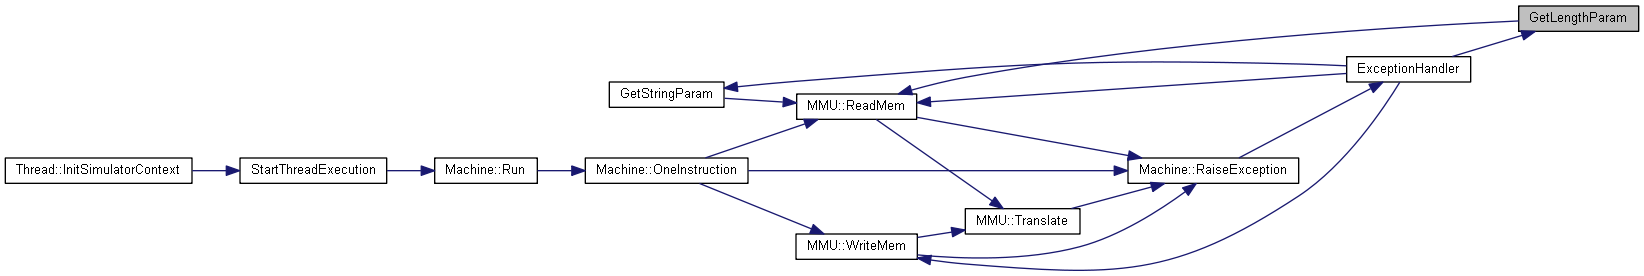 GetLengthParam
ExceptionHandler
GetStringParam
MMU::ReadMem
Thread::InitSimulatorContext
StartThreadExecution
Machine::Run
Machine::OneInstruction
Machine::RaiseException
MMU::Translate
MMU::WriteMem